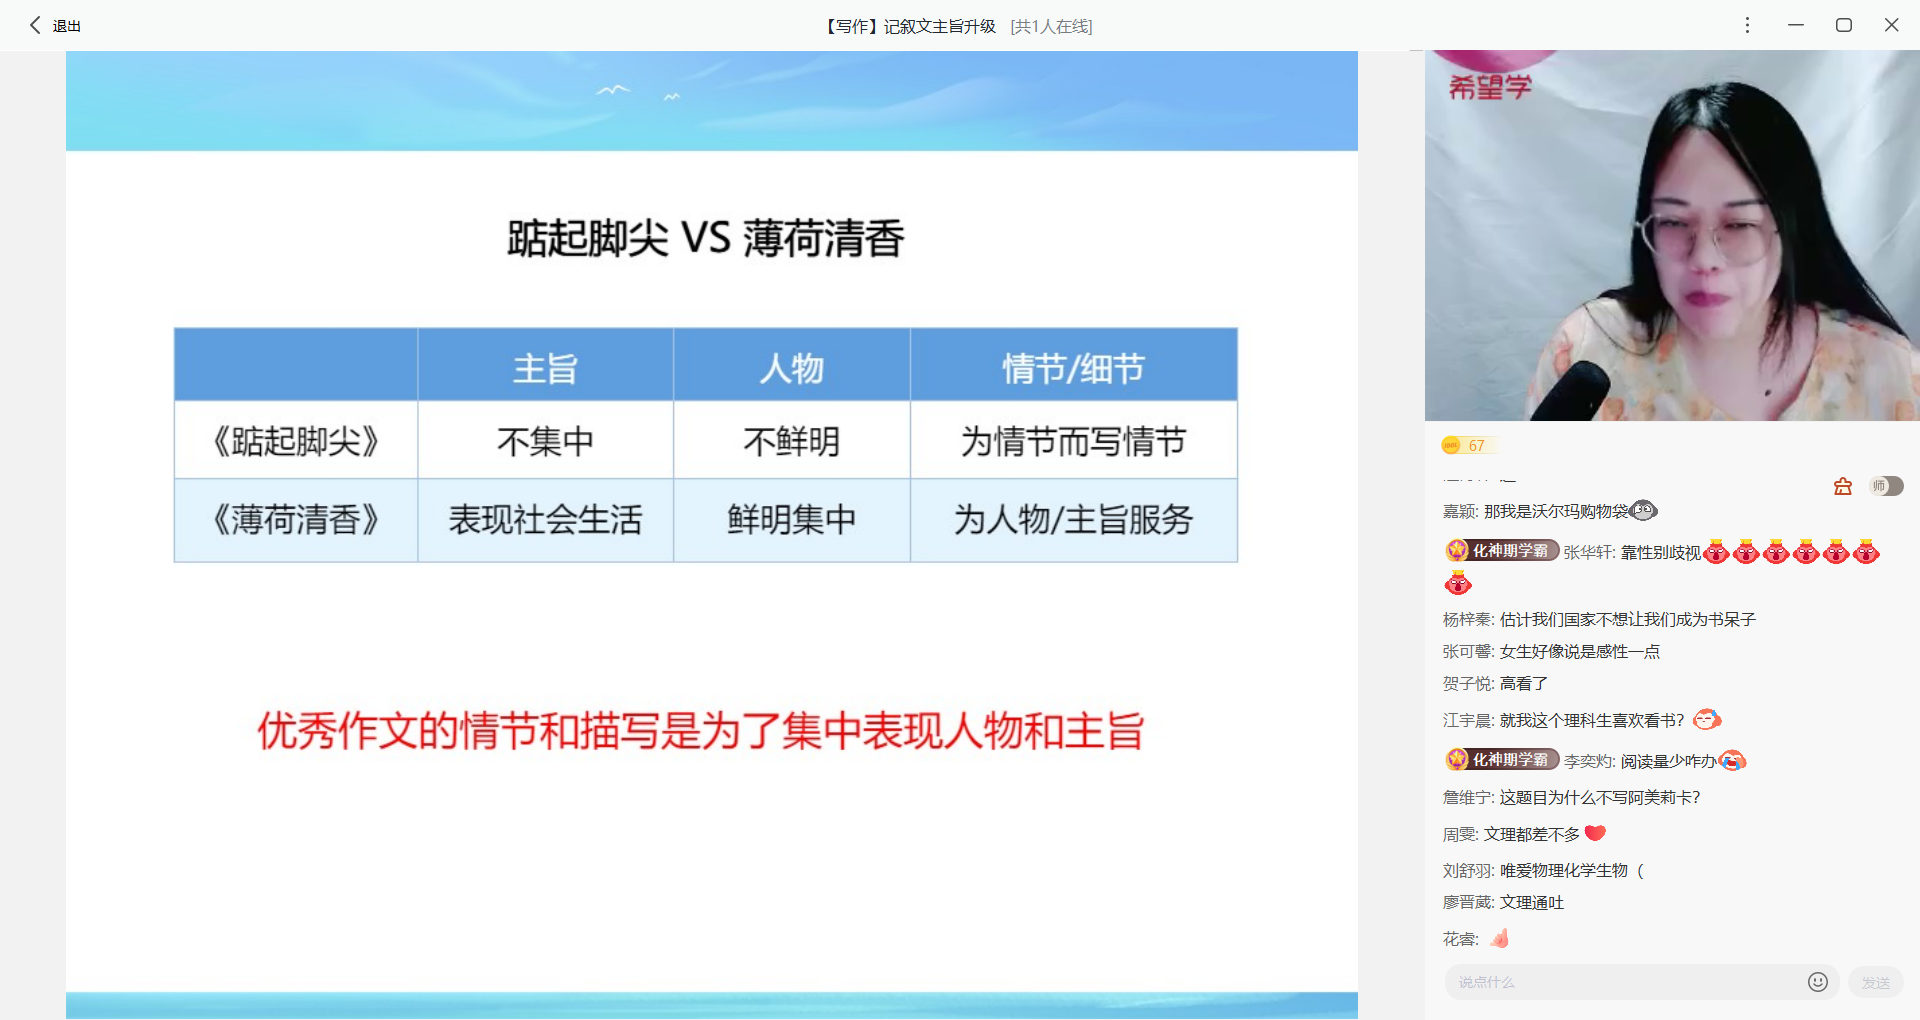 退出
【写作】记叙文主旨升级 [共1人在线]
踮起脚尖 VS 薄荷清香
主旨 人物 情节/细节
《踮起脚尖》 不集中 不鲜明 为情节而写情节
《薄荷清香》 表现社会生活 鲜明集中 为人物/主旨服务
优秀作文的情节和描写是为了集中表现人物和主旨
希望学
67
师
嘉颖: 那我是沃尔玛购物袋
化神期学霸 张华轩: 靠性别歧视
杨梓秦: 估计我们国家不想让我们成为书呆子
张可馨: 女生好像说是感性一点
贺子悦: 高看了
江宇晨: 就我这个理科生喜欢看书?
化神期学霸 李奕灼: 阅读量少咋办
詹维宁: 这题目为什么不写阿美莉卡?
周雯: 文理都差不多
刘舒羽: 唯爱物理化学生物（
廖晋葳: 文理通吐
花睿:
说点什么
发送